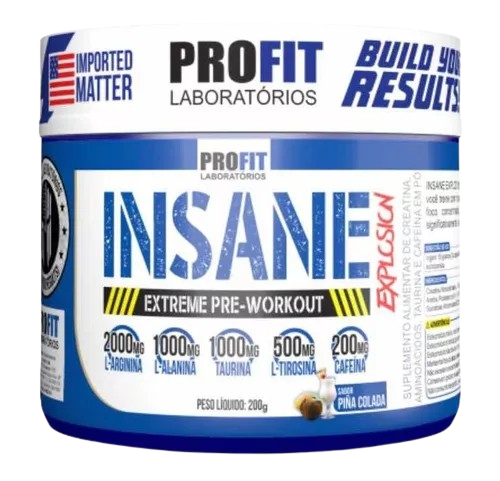 IMPORTED
MATTER
PROFIT
LABORATÓRIOS
BUILD YOU
RESULTS!
PROFIT
LABORATÓRIOS
INSANE
EXPLOSION
EXTREME PRE-WORKOUT
2000MG
L-ARGININA
1000MG
L-ALANINA
1000MG
TAURINA
500MG
L-TIROSINA
200MG
CAFEÍNA
PESO LÍQUIDO: 200g
SABOR
PIÑA COLADA
PROFIT
SUPLEMENTO ALIMENTAR DE CREATINA,
AMINOÁCIDOS, TAURINA E CAFEÍNA EM PÓ